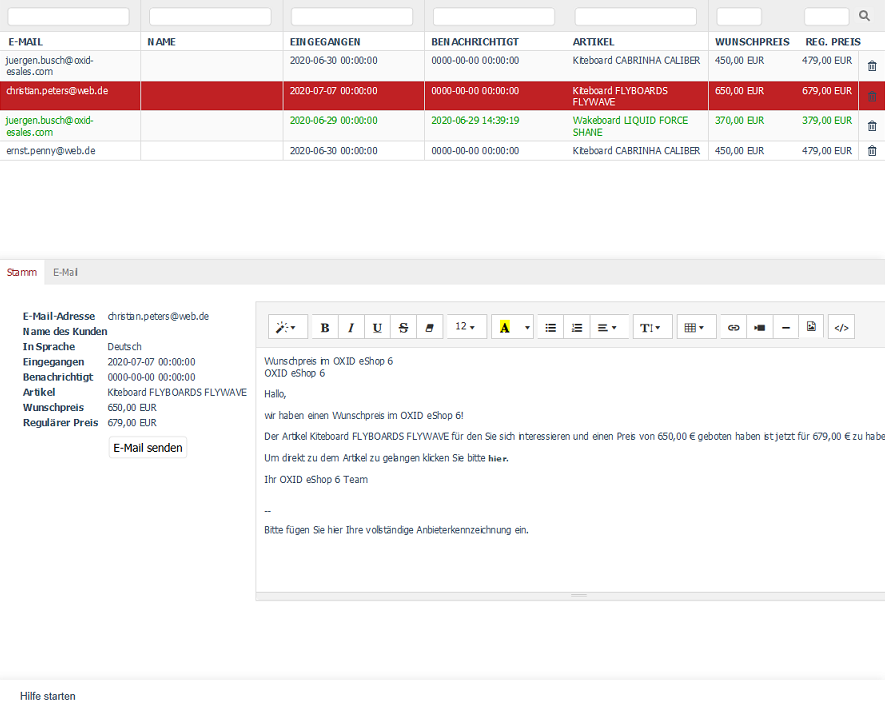 E-MAIL NAME EINGEGANGEN BENACHRICHTIGT ARTIKEL WUNSCHPREIS REG. PREIS
juergen.busch@oxid-esales.com 2020-06-30 00:00:00 0000-00-00 00:00:00 Kiteboard CABRINHA CALIBER 450,00 EUR 479,00 EUR
christian.peters@web.de 2020-07-07 00:00:00 0000-00-00 00:00:00 Kiteboard FLYBOARDS FLYWAVE 650,00 EUR 679,00 EUR
juergen.busch@oxid-esales.com 2020-06-29 00:00:00 2020-06-29 14:39:19 Wakeboard LIQUID FORCE SHANE 370,00 EUR 379,00 EUR
ernst.penny@web.de 2020-06-30 00:00:00 0000-00-00 00:00:00 Kiteboard CABRINHA CALIBER 450,00 EUR 479,00 EUR
Stamm E-Mail
E-Mail-Adresse christian.peters@web.de
Name des Kunden
In Sprache Deutsch
Eingegangen 2020-07-07 00:00:00
Benachrichtigt 0000-00-00 00:00:00
Artikel Kiteboard FLYBOARDS FLYWAVE
Wunschpreis 650,00 EUR
Regulärer Preis 679,00 EUR
E-Mail senden
B I U S 12 A T </>
Wunschpreis im OXID eShop 6
OXID eShop 6
Hallo,
wir haben einen Wunschpreis im OXID eShop 6!
Der Artikel Kiteboard FLYBOARDS FLYWAVE für den Sie sich interessieren und einen Preis von 650,00 € geboten haben ist jetzt für 679,00 € zu habe
Um direkt zu dem Artikel zu gelangen klicken Sie bitte hier.
Ihr OXID eShop 6 Team
--
Bitte fügen Sie hier Ihre vollständige Anbieterkennzeichnung ein.
Hilfe starten